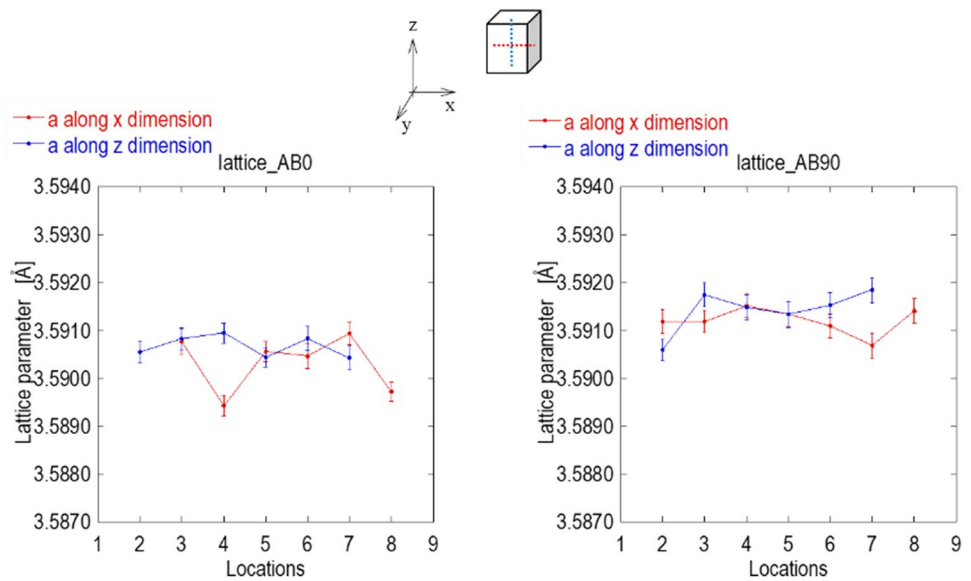 z
x
y
a along x dimension
a along z dimension
lattice_AB0
3.5940
3.5930
3.5920
3.5910
3.5900
3.5890
3.5880
3.5870
Lattice parameter [Å]
1 2 3 4 5 6 7 8 9
Locations
a along x dimension
a along z dimension
lattice_AB90
3.5940
3.5930
3.5920
3.5910
3.5900
3.5890
3.5880
3.5870
Lattice parameter [Å]
1 2 3 4 5 6 7 8 9
Locations